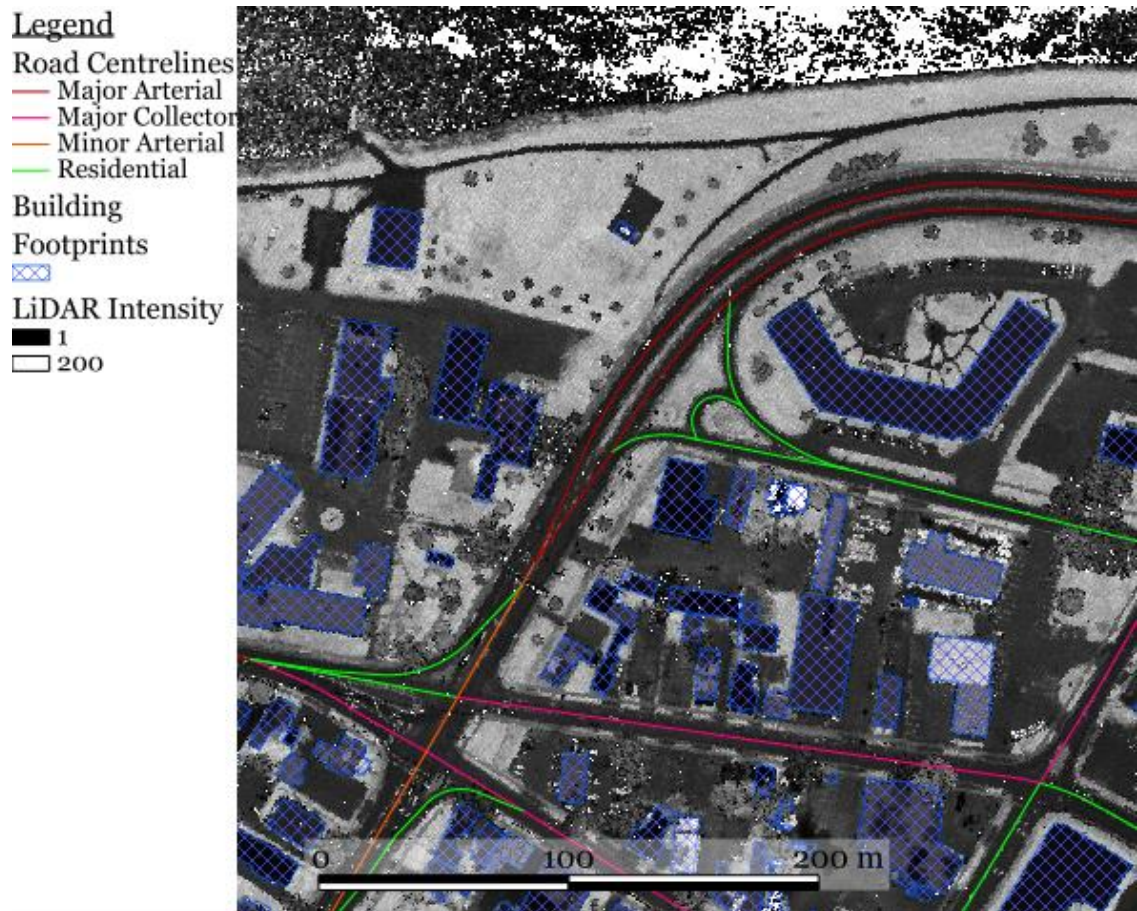 Legend
Road Centrelines
Major Arterial
Major Collector
Minor Arterial
Residential
Building
Footprints
LiDAR Intensity
1
200
0 100 200 m